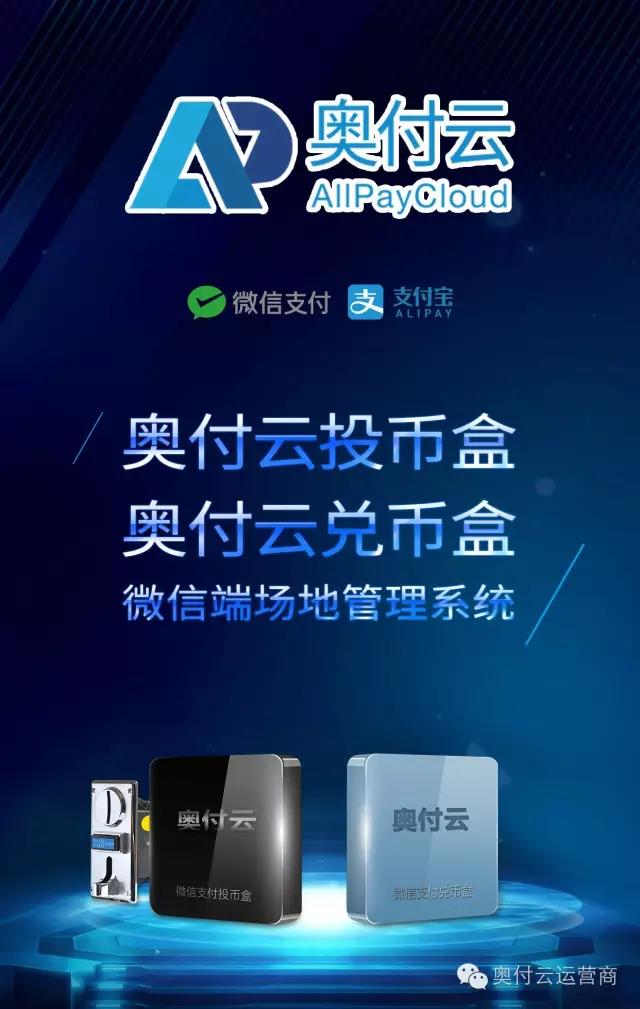 奥付云
AllPayCloud
微信支付
支付宝
ALIPAY
奥付云投币盒
奥付云兑币盒
微信端场地管理系统
奥付云
微信支付投币盒
奥付云
微信支付兑币盒
奥付云运营商